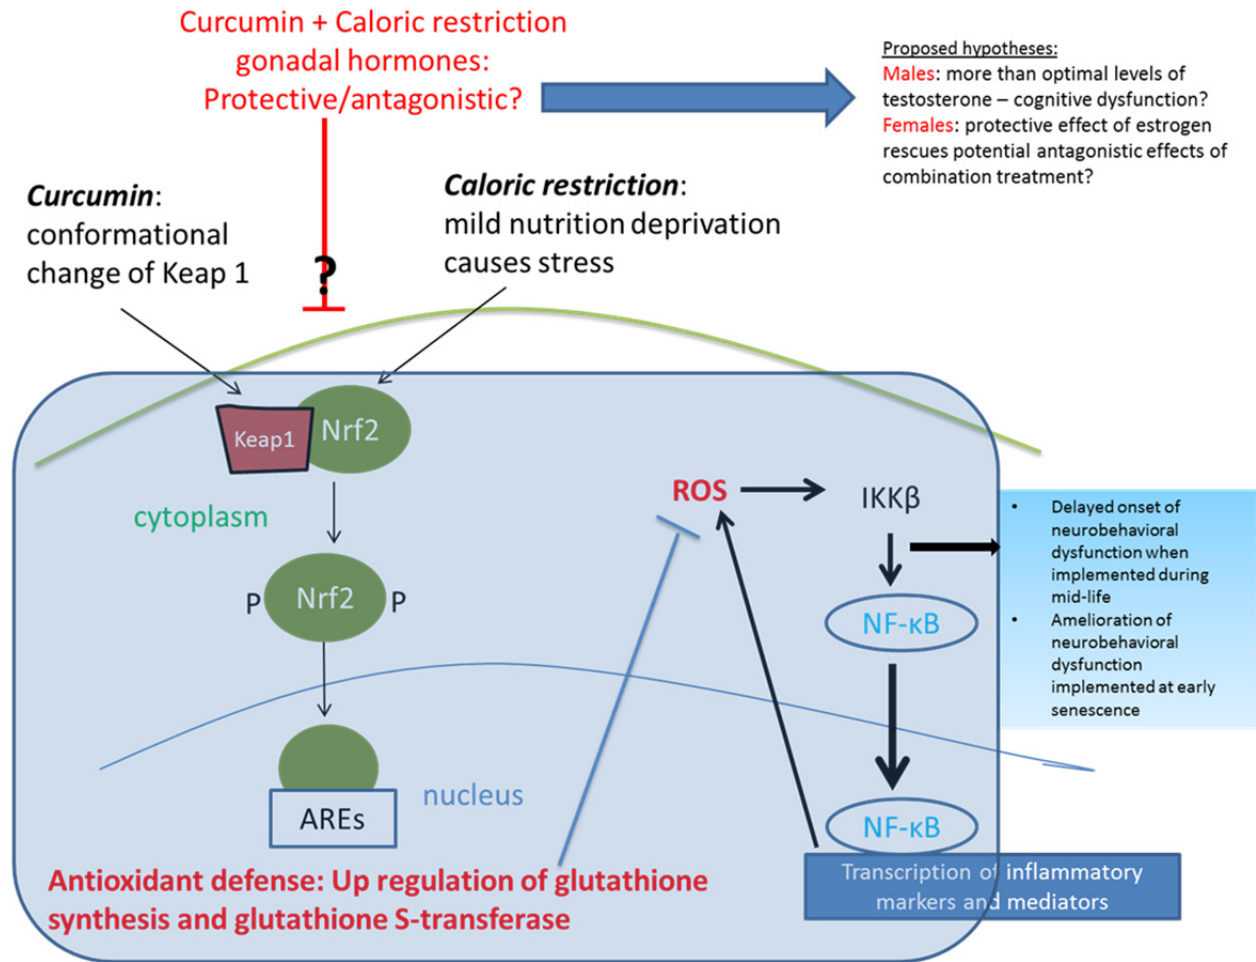 Curcumin + Caloric restriction
gonadal hormones:
Protective/antagonistic?
Proposed hypotheses:
Males: more than optimal levels of
testosterone – cognitive dysfunction?
Females: protective effect of estrogen
rescues potential antagonistic effects of
combination treatment?
Curcumin:
conformational
change of Keap 1
Caloric restriction:
mild nutrition deprivation
causes stress
?
Keap1
Nrf2
cytoplasm
P
Nrf2
P
AREs
nucleus
Antioxidant defense: Up regulation of glutathione
synthesis and glutathione S-transferase
ROS
IKKβ
NF-κB
NF-κB
Transcription of inflammatory
markers and mediators
• Delayed onset of
neurobehavioral
dysfunction when
implemented during
mid-life
• Amelioration of
neurobehavioral
dysfunction
implemented at early
senescence